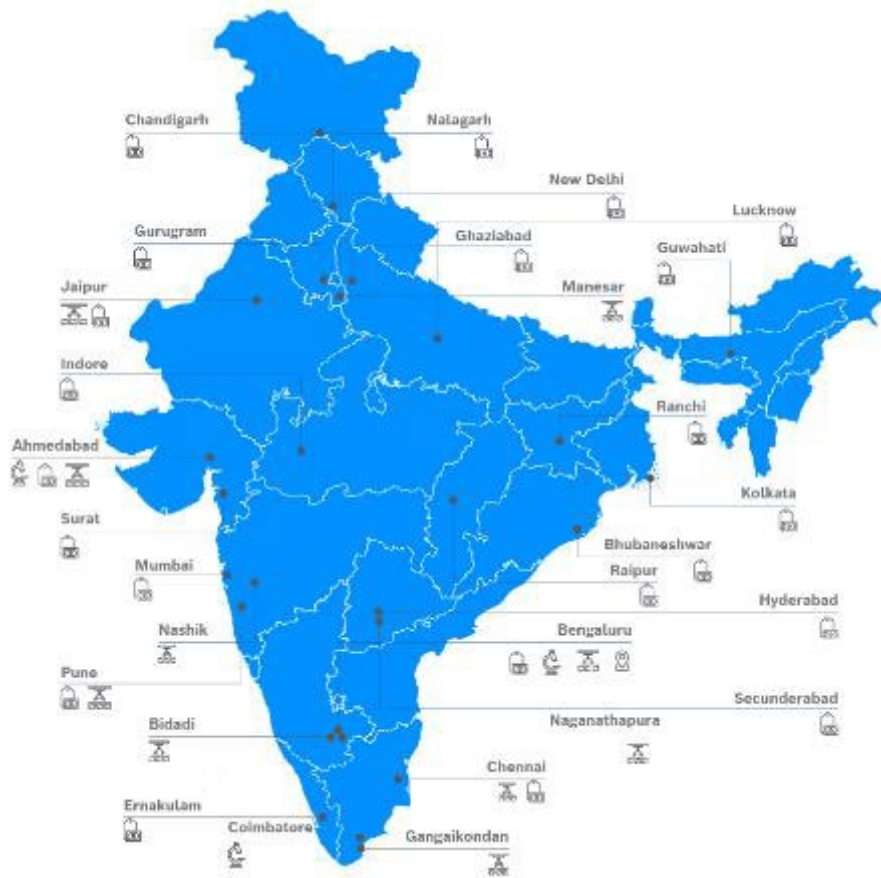 Chandigarh
Nalagarh
New Delhi
Lucknow
Gurugram
Ghaziabad
Guwahati
Jaipur
Manesar
Indore
Ranchi
Ahmedabad
Kolkata
Surat
Bhubaneshwar
Mumbai
Raipur
Hyderabad
Nashik
Bengaluru
Pune
Secunderabad
Bidadi
Naganathapura
Chennai
Ernakulam
Coimbatore
Gangaikondan